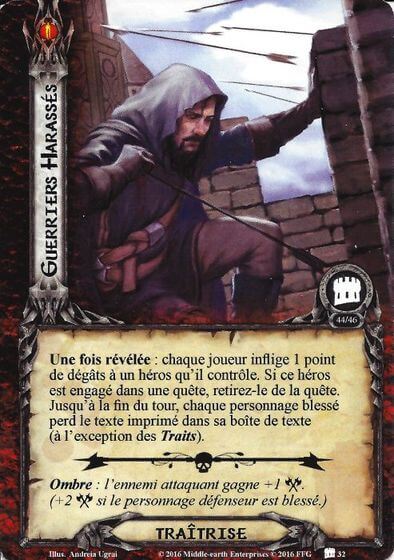 GUERRIERS HARASSÉS
44/46
Une fois révélée : chaque joueur inflige 1 point
de dégâts à un héros qu'il contrôle. Si ce héros
est engagé dans une quête, retirez-le de la quête.
Jusqu'à la fin du tour, chaque personnage blessé
perd le texte imprimé dans sa boîte de texte
(à l'exception des Traits).
Ombre : l'ennemi attaquant gagne +1 .
(+2 si le personnage défenseur est blessé.)
TRAÎTRISE
Illus. Andreia Ugrai © 2016 Middle-earth Enterprises © 2016 FFG 32